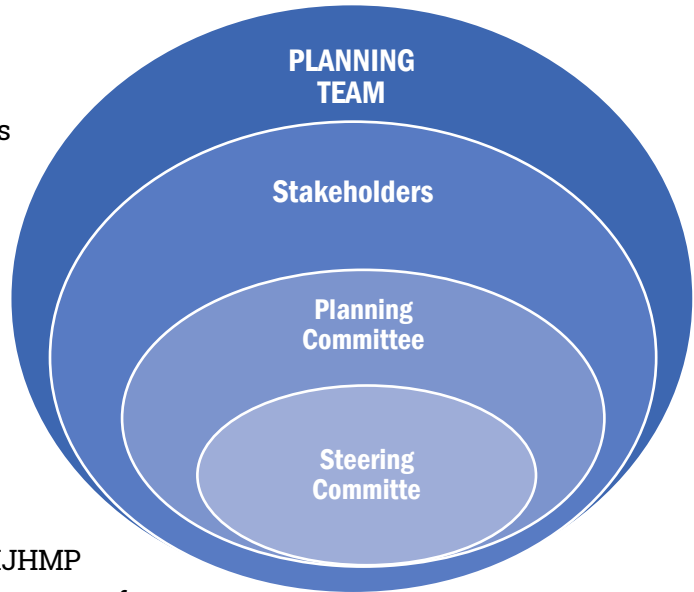 PLANNING
TEAM
s
Stakeholders
Planning
Committee
Steering
Committe
JHMP